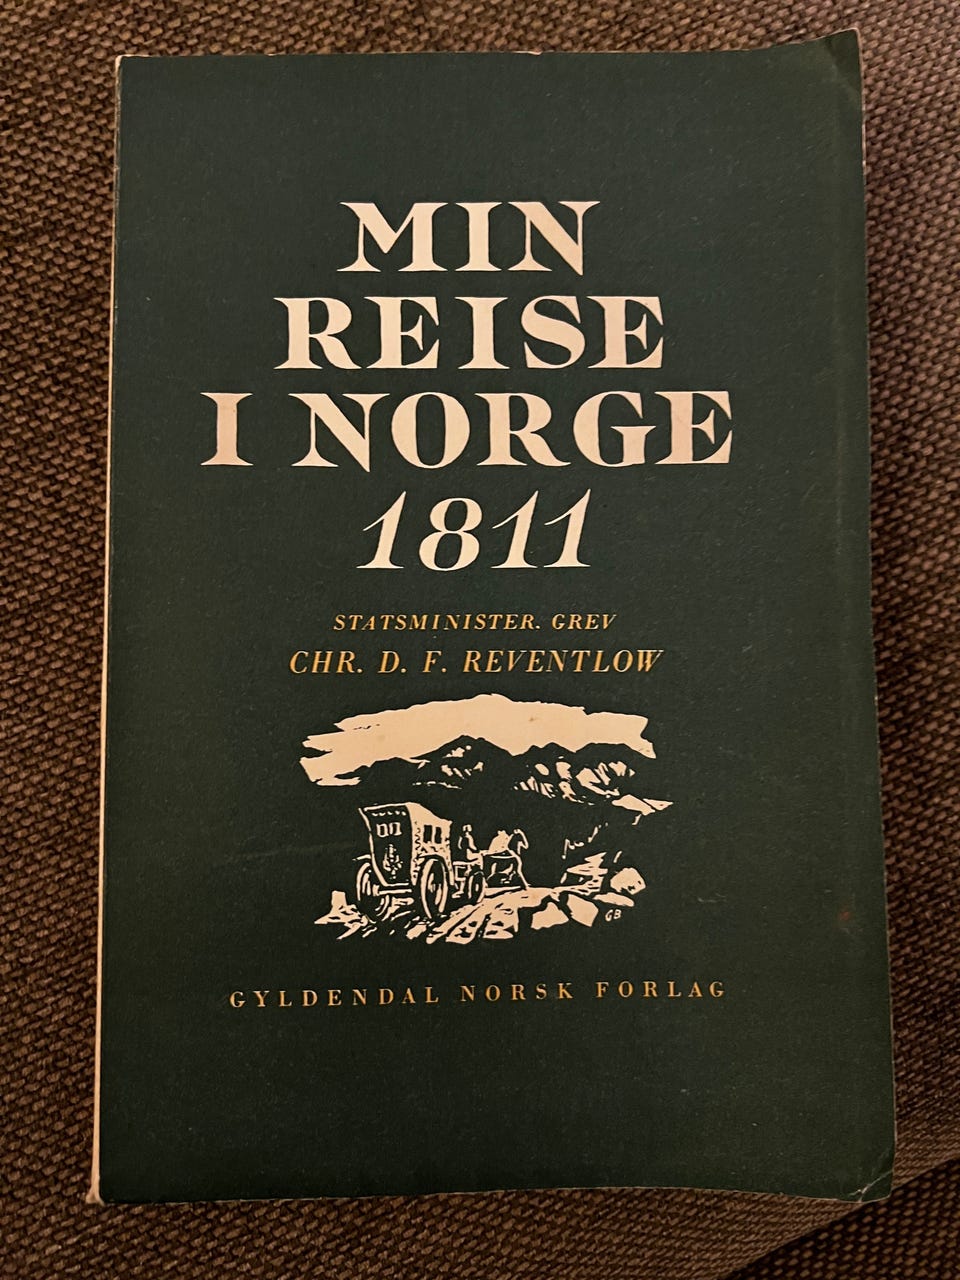 MIN
REISE
I NORGE
1811
STATSMINISTER. GREV
CHR. D. F. REVENTLOW
GB
GYLDENDAL NORSK FORLAG